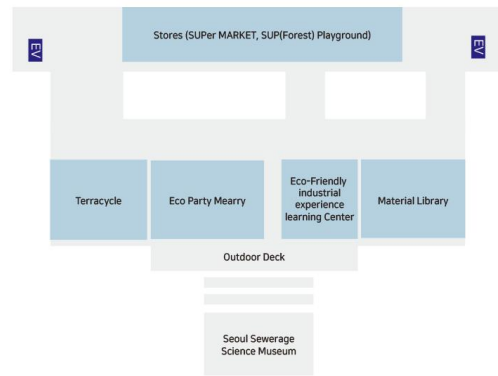 Stores (SUPer MARKET, SUP(Forest) Playground)
EV
EV
Terracycle
Eco Party Mearry
Eco-Friendly
industrial
experience
learning Center
Material Library
Outdoor Deck
Seoul Sewerage
Science Museum